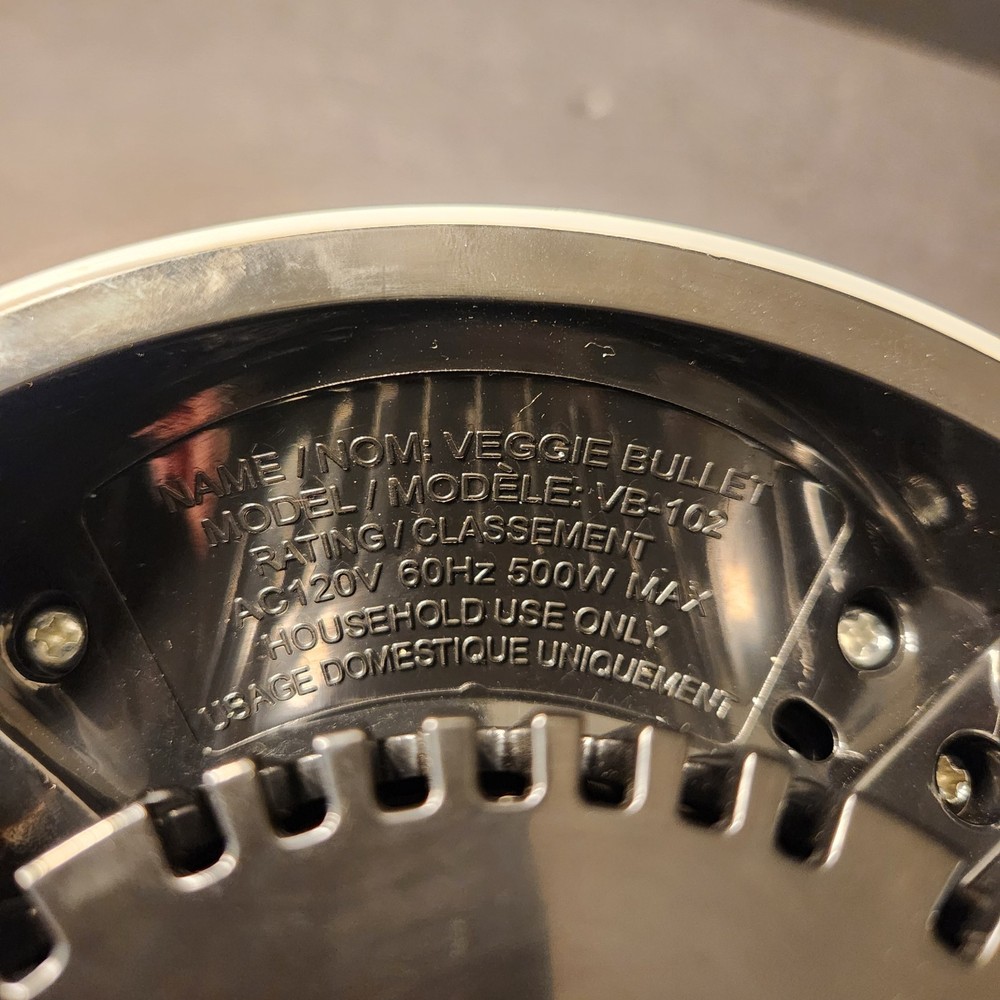 NAME / NOM: VEGGIE BULLET
MODEL / MODÈLE: VB-102
RATING / CLASSEMENT
AC120V 60Hz 500W MAX
HOUSEHOLD USE ONLY
USAGE DOMESTIQUE UNIQUEMENT